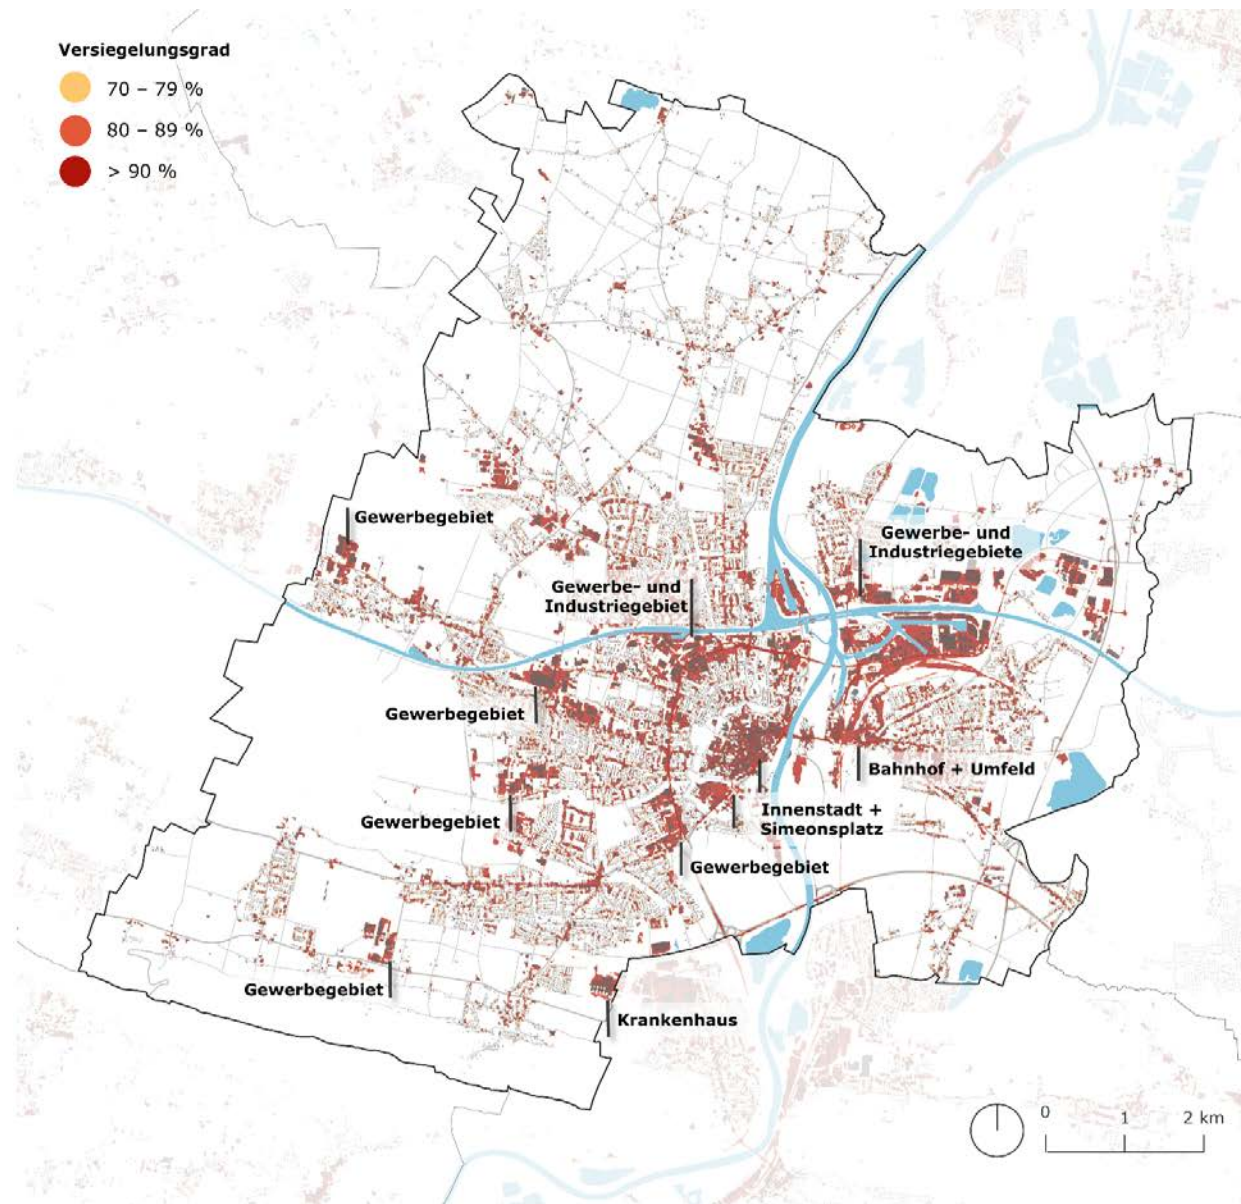 Versiegelungsgrad
70 – 79 %
80 – 89 %
> 90 %
Gewerbegebiet
Gewerbe- und
Industriegebiete
Gewerbe- und
Industriegebiet
Gewerbegebiet
Bahnhof + Umfeld
Gewerbegebiet
Innenstadt +
Simeonsplatz
Gewerbegebiet
Gewerbegebiet
Krankenhaus
0
1
2 km